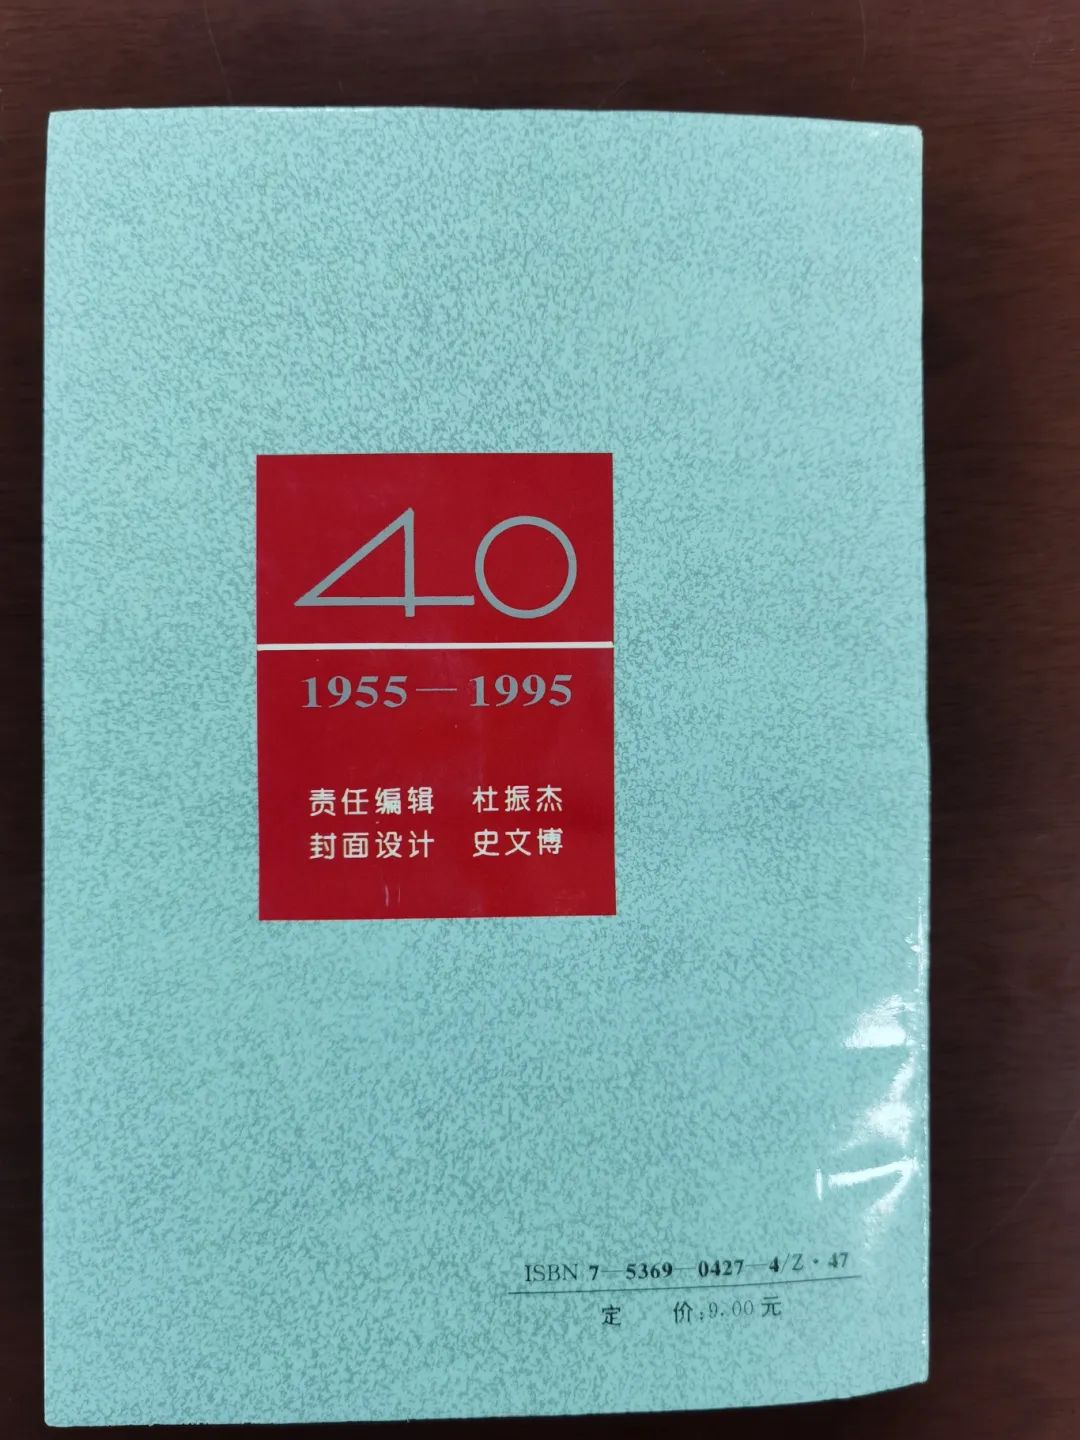 40
1955—1995
责任编辑 杜振杰
封面设计 史文博
ISBN 7—5369—0427—4/Z·47
定 价:9.00元